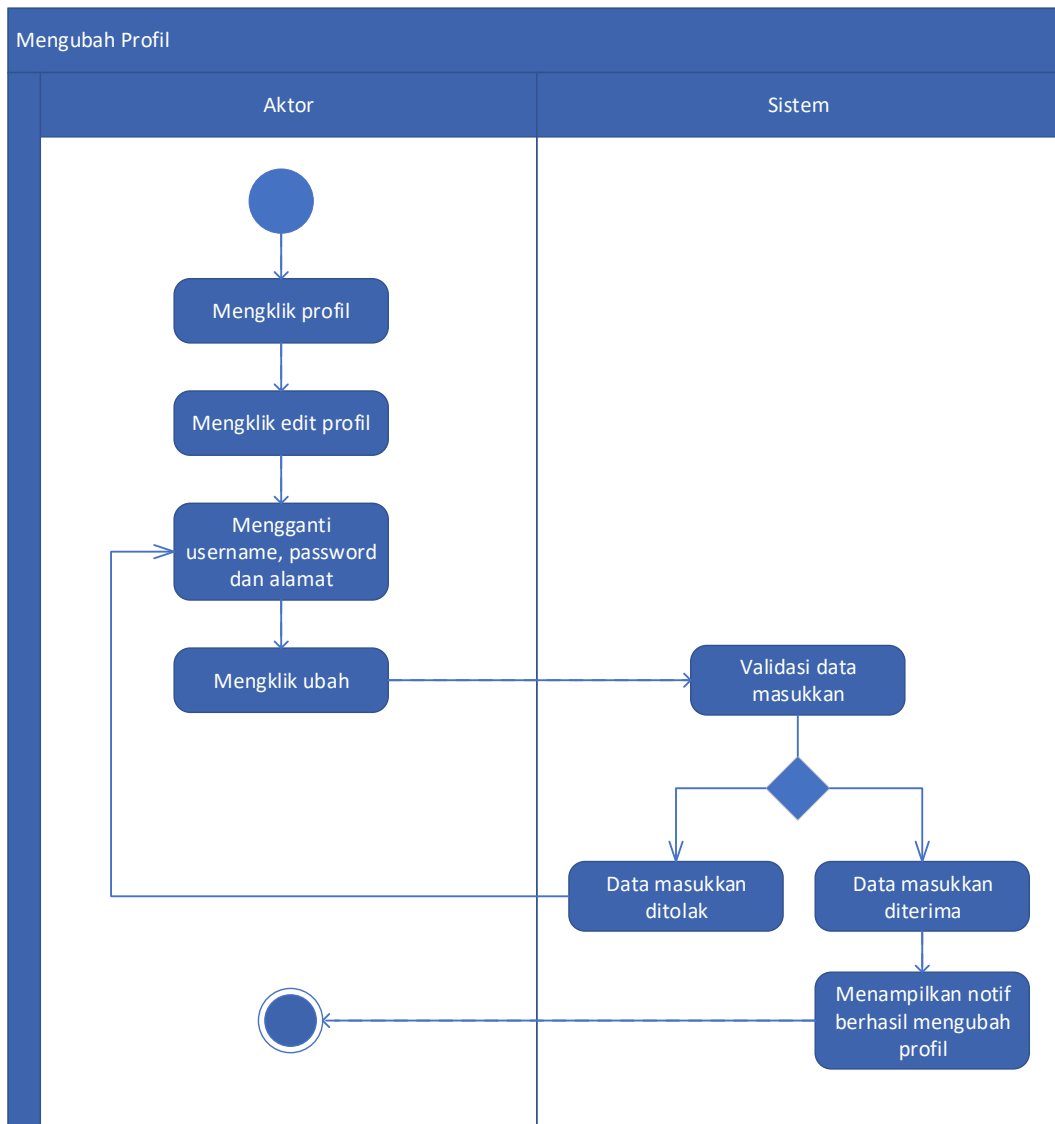 Mengubah Profil
Aktor
Sistem
Mengklik profil
Mengklik edit profil
Mengganti
username, password
dan alamat
Mengklik ubah
Validasi data
masukkan
Data masukkan
ditolak
Data masukkan
diterima
Menampilkan notif
berhasil mengubah
profil